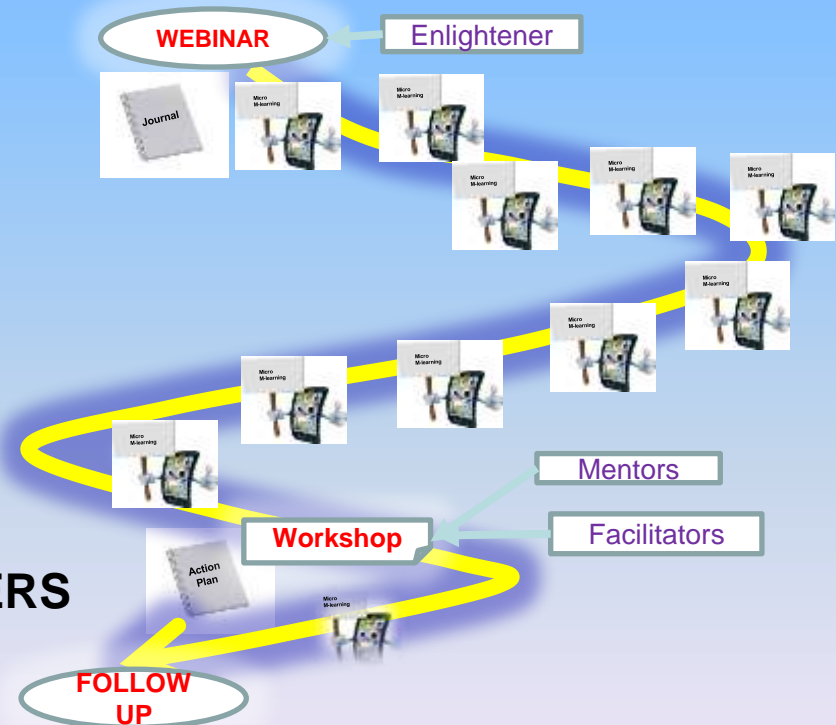 WEBINAR
Enlightener
Journal
Micro
M-learning
Micro
M-learning
Micro
M-learning
Micro
M-learning
Micro
M-learning
Micro
M-learning
Micro
M-learning
Micro
M-learning
Micro
M-learning
Micro
M-learning
Mentors
Workshop
Facilitators
Action
Plan
ERS
Micro
M-learning
FOLLOW
UP